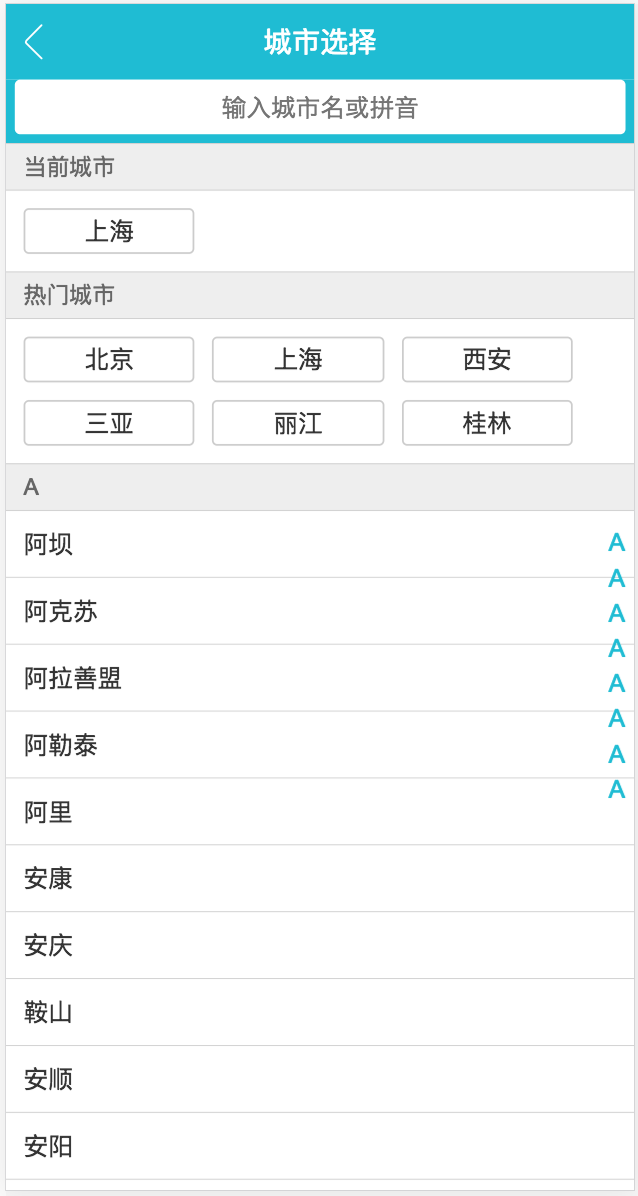 城市选择
输入城市名或拼音
当前城市
上海
热门城市
北京 上海 西安
三亚 丽江 桂林
A
阿坝
A
A
阿克苏
A
A
阿拉善盟
A
A
阿勒泰
A
A
阿里
安康
安庆
鞍山
安顺
安阳